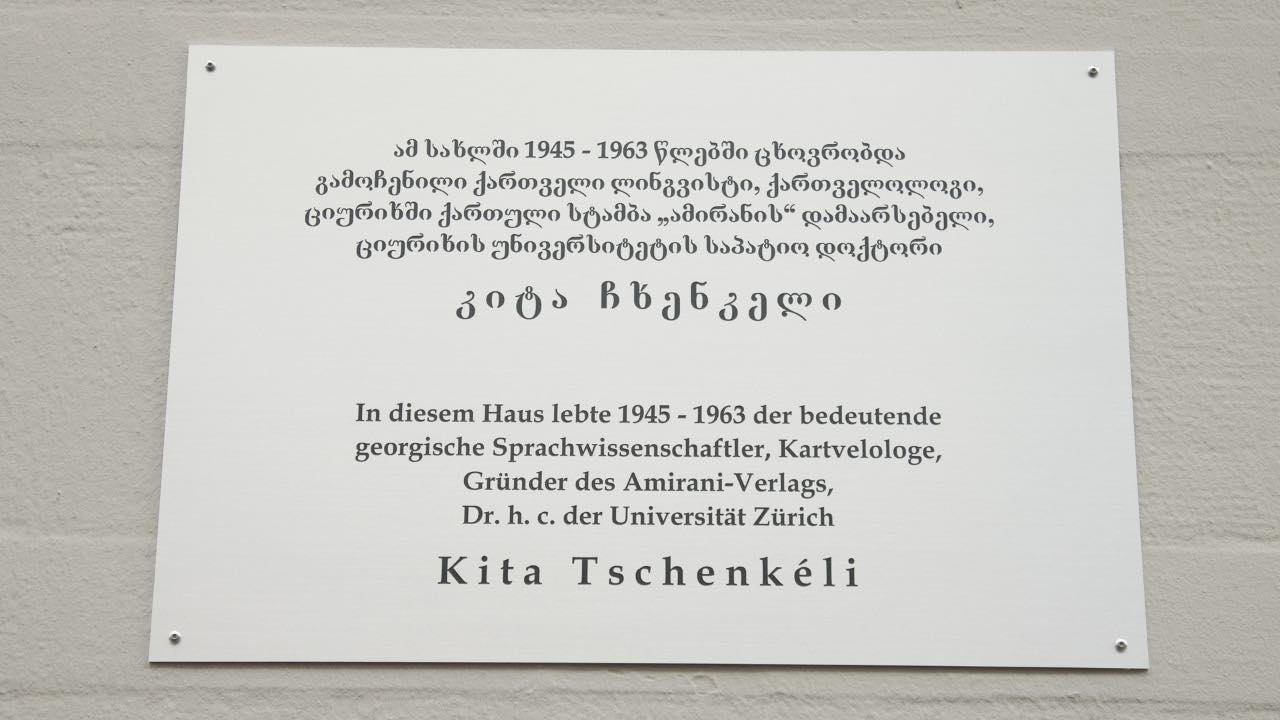 ამ სახლში 1945 - 1963 წლებში ცხოვრობდა
გამოჩენილი ქართველი ლინგვისტი, ქართველოლოგი,
ციურიხში ქართული სტამბა „ამირანის“ დამაარსებელი,
ციურიხის უნივერსიტეტის საპატიო დოქტორი
კიტა ჩხენკელი
In diesem Haus lebte 1945 - 1963 der bedeutende
georgische Sprachwissenschaftler, Kartvelologe,
Gründer des Amirani-Verlags,
Dr. h. c. der Universität Zürich
Kita Tschenkéli